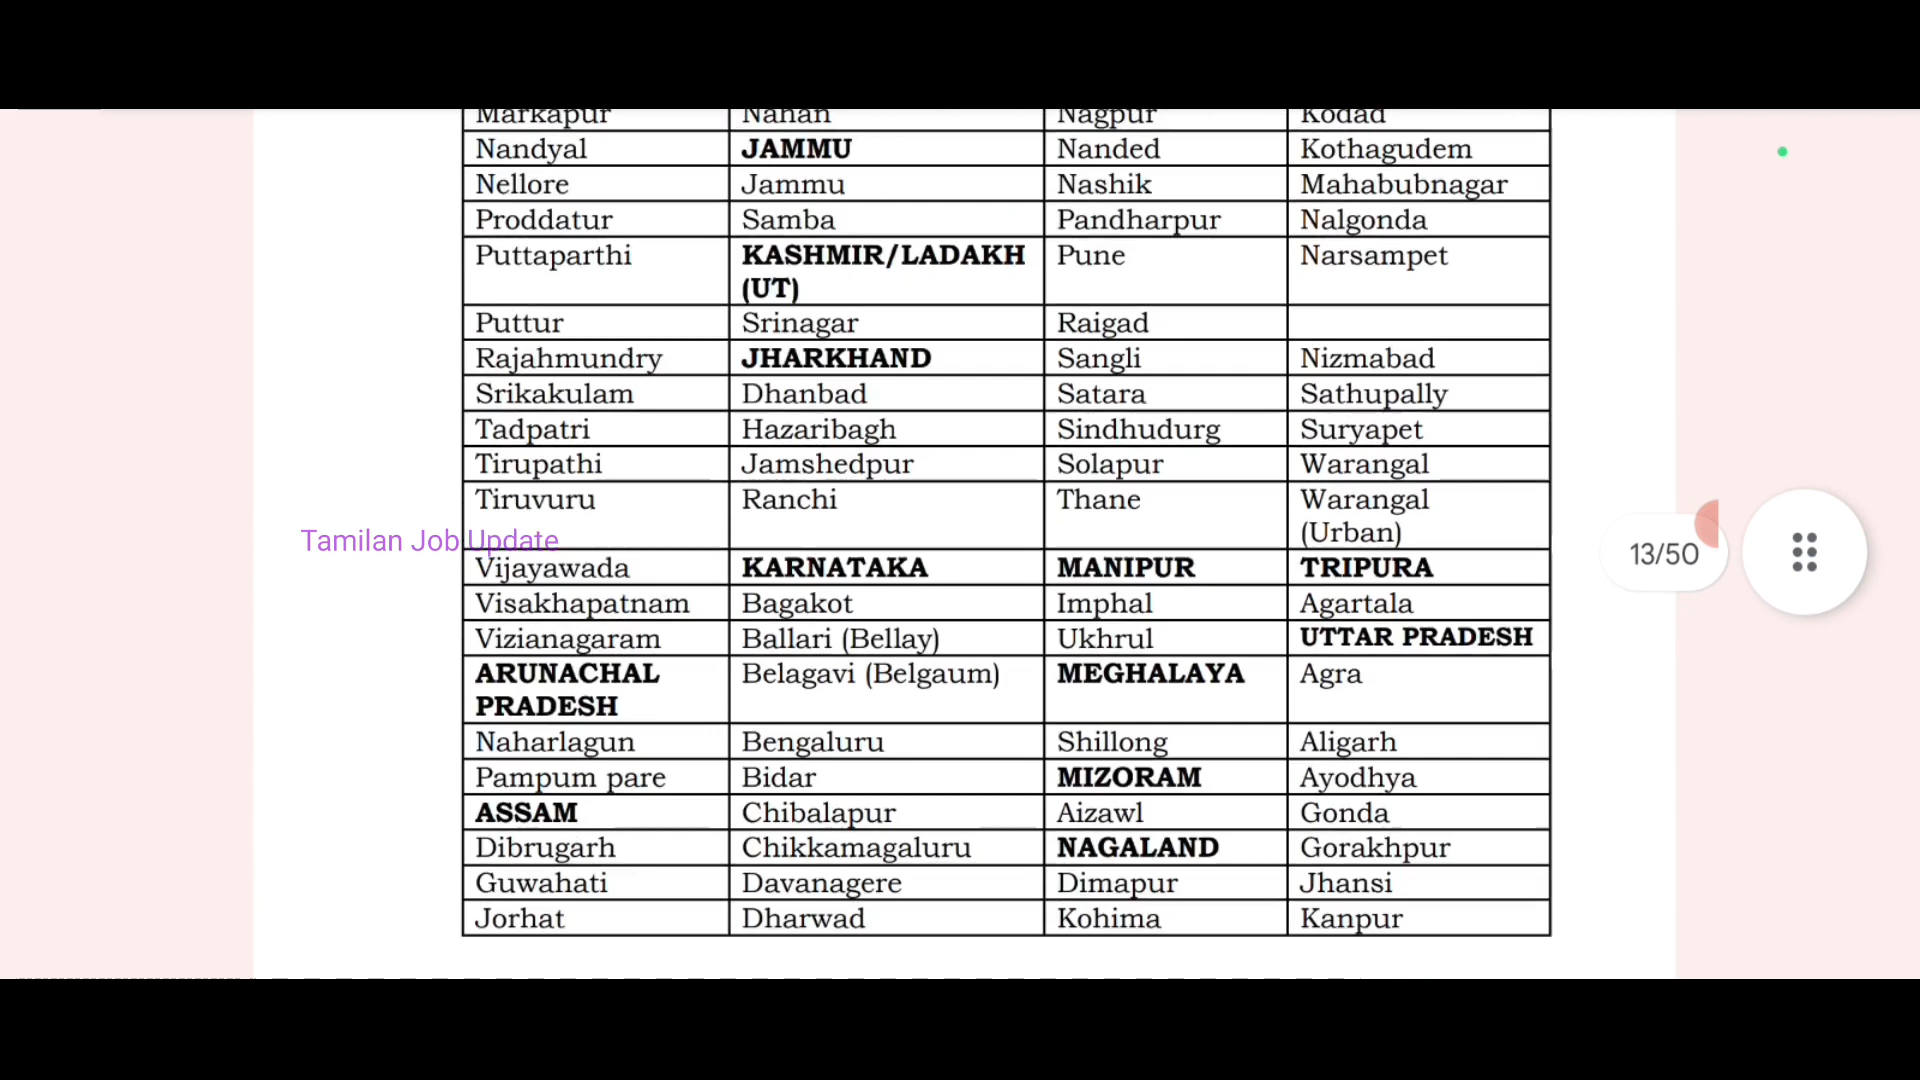 Markapur Nahan Nagpur Kodad
Nandyal JAMMU Nanded Kothagudem
Nellore Jammu Nashik Mahabubnagar
Proddatur Samba Pandharpur Nalgonda
Puttaparthi KASHMIR/LADAKH Pune Narsampet
(UT)
Puttur Srinagar Raigad
Rajahmundry JHARKHAND Sangli Nizmabad
Srikakulam Dhanbad Satara Sathupally
Tadpatri Hazaribagh Sindhudurg Suryapet
Tirupathi Jamshedpur Solapur Warangal
Tiruvuru Ranchi Thane Warangal
(Urban)
Tamilan Job Update
13/50
Vijayawada KARNATAKA MANIPUR TRIPURA
Visakhapatnam Bagakot Imphal Agartala
Vizianagaram Ballari (Bellay) Ukhrul UTTAR PRADESH
ARUNACHAL Belagavi (Belgaum) MEGHALAYA Agra
PRADESH
Naharlagun Bengaluru Shillong Aligarh
Pampum pare Bidar MIZORAM Ayodhya
ASSAM Chibalapur Aizawl Gonda
Dibrugarh Chikkamagaluru NAGALAND Gorakhpur
Guwahati Davanagere Dimapur Jhansi
Jorhat Dharwad Kohima Kanpur